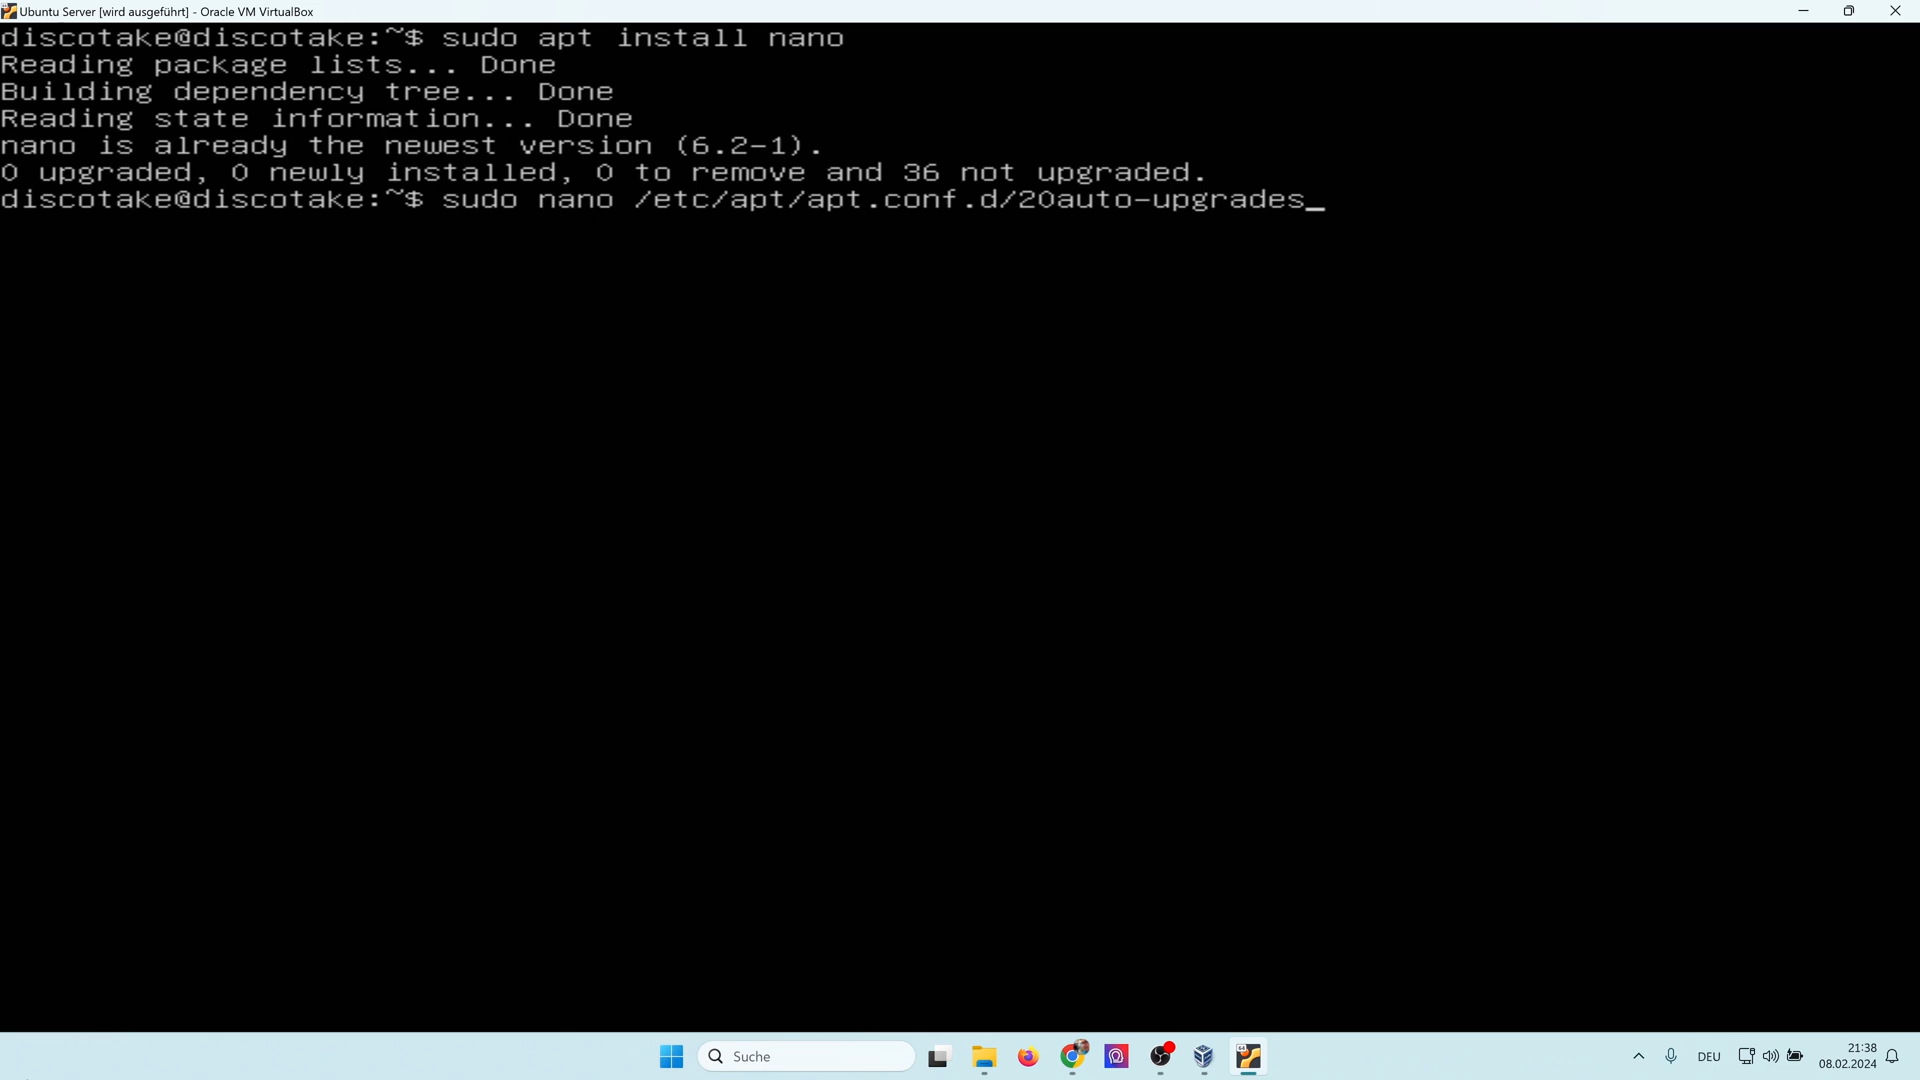 Ubuntu Server [wird ausgeführt] - Oracle VM VirtualBox
discotake@discotake:~$ sudo apt install nano
Reading package lists... Done
Building dependency tree... Done
Reading state information... Done
nano is already the newest version (6.2-1).
0 upgraded, 0 newly installed, 0 to remove and 36 not upgraded.
discotake@discotake:~$ sudo nano /etc/apt/apt.conf.d/20auto-upgrades_
Suche
DEU
21:38
08.02.2024